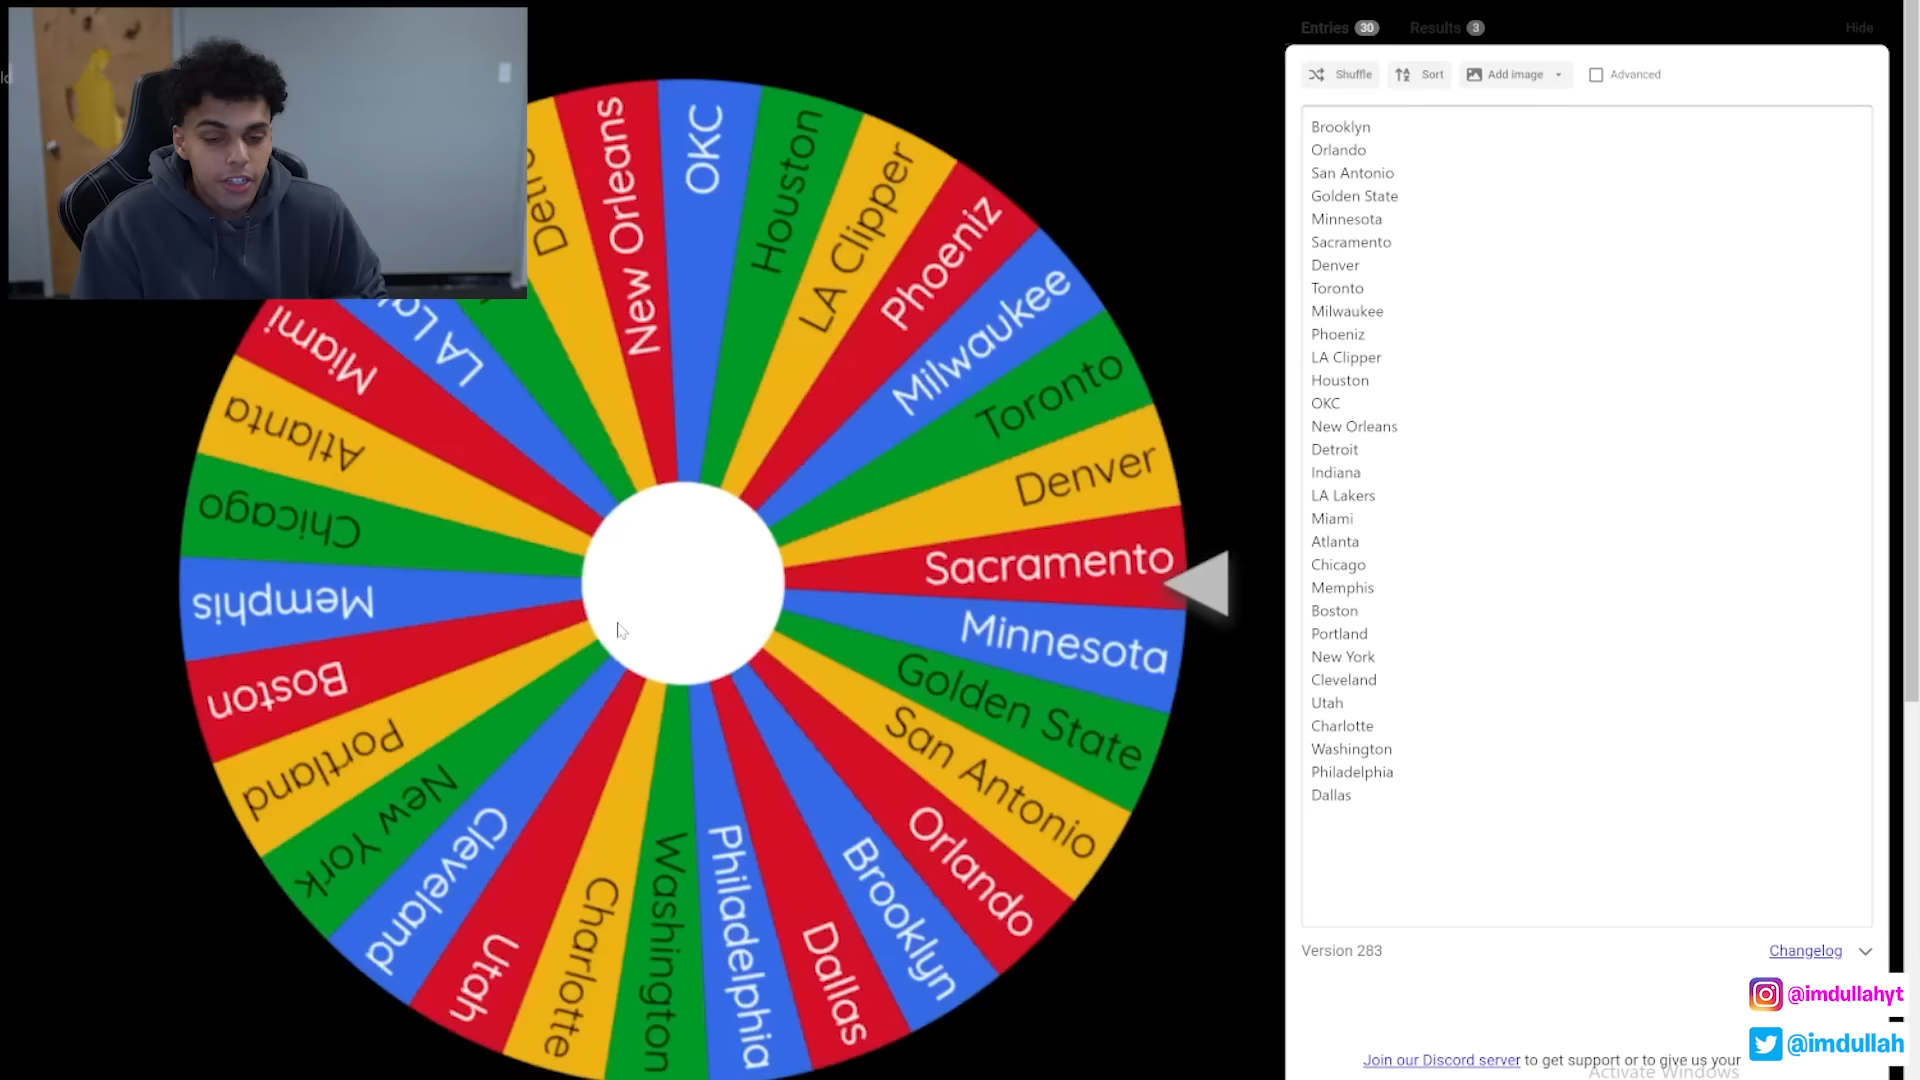 Entries 30
Results 3
Hide
Shuffle
Sort
Add image
Advanced
Brooklyn
Orlando
San Antonio
Golden State
Minnesota
Sacramento
Denver
Toronto
Milwaukee
Phoeniz
LA Clipper
Houston
OKC
New Orleans
Detroit
Indiana
LA Lakers
Miami
Atlanta
Chicago
Memphis
Boston
Portland
New York
Cleveland
Utah
Charlotte
Washington
Philadelphia
Dallas
Version 283
Changelog
@imdullahyt
@imdullah
Join our Discord server to get support or to give us your
Activate Windows
New Orleans
OKC
Houston
LA Clipper
Phoeniz
Milwaukee
Toronto
Denver
Sacramento
Minnesota
Golden State
San Antonio
Orlando
Brooklyn
Dallas
Philadelphia
Washington
Charlotte
Utah
Cleveland
New York
Portland
Boston
Memphis
Chicago
Atlanta
Miami
LA